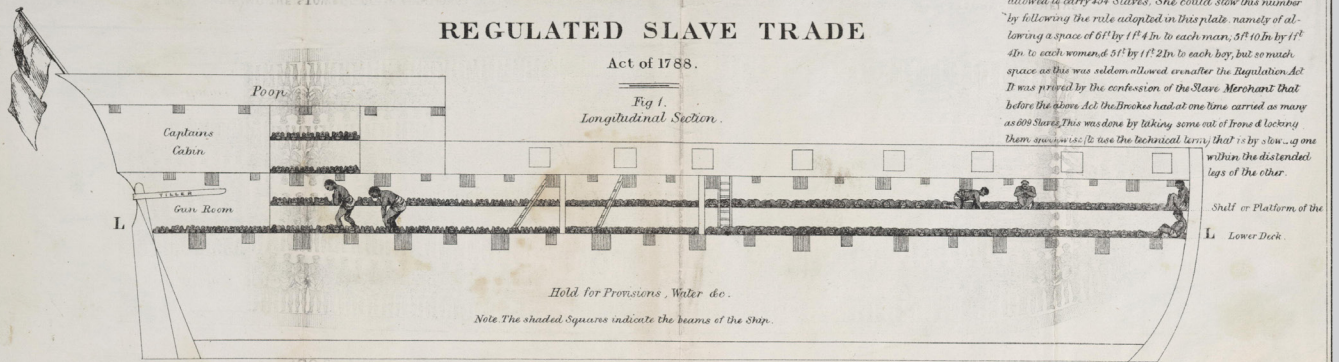 REGULATED SLAVE TRADE
Act of 1788.
Fig 1.
Longitudinal Section.
allowed to carry 454 Slaves, She could stow this number
by following the rule adopted in this plate. namely of al-
lowing a space of 6ft by 1ft 4In to each man; 5ft 10In by 1ft
4In to each women, & 5ft by 1ft 2In to each boy, but so much
space as this was seldom allowed even after the Regulation Act
It was proved by the confession of the Slave Merchant that
before the above Act the Brookes had at one time carried as many
as 609 Slaves, This was done by taking some out of Irons & locking
them spoonwise (to use the technical term) that is by stowing one
within the distended
legs of the other.
Poop
Captains
Cabin
TILLER
Gun Room
L
Shelf or Platform of the
L Lower Deck.
Hold for Provisions, Water &c.
Note. The shaded Squares indicate the beams of the Ship.